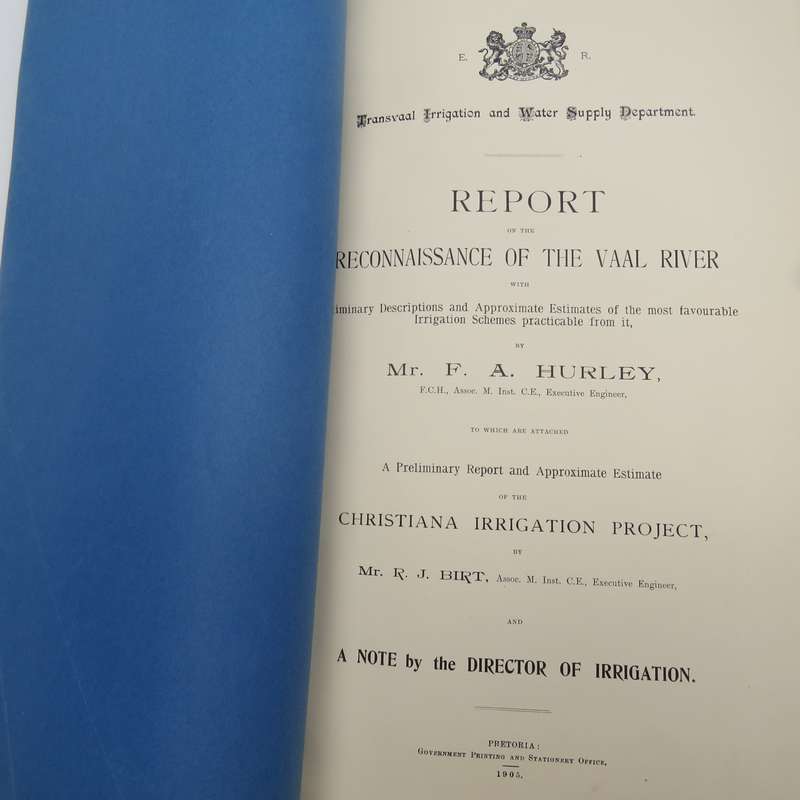 E. R.
Transvaal Irrigation and Water Supply Department.
REPORT
ON THE
RECONNAISSANCE OF THE VAAL RIVER
WITH
iminary Descriptions and Approximate Estimates of the most favourable
Irrigation Schemes practicable from it,
BY
Mr. F. A. HURLEY,
F.C.H., Assoc. M. Inst. C.E., Executive Engineer,
TO WHICH ARE ATTACHED
A Preliminary Report and Approximate Estimate
OF THE
CHRISTIANA IRRIGATION PROJECT,
BY
Mr. R. J. BIRT, Assoc. M. Inst. C.E., Executive Engineer,
AND
A NOTE by the DIRECTOR OF IRRIGATION.
PRETORIA:
GOVERNMENT PRINTING AND STATIONERY OFFICE,
1905.